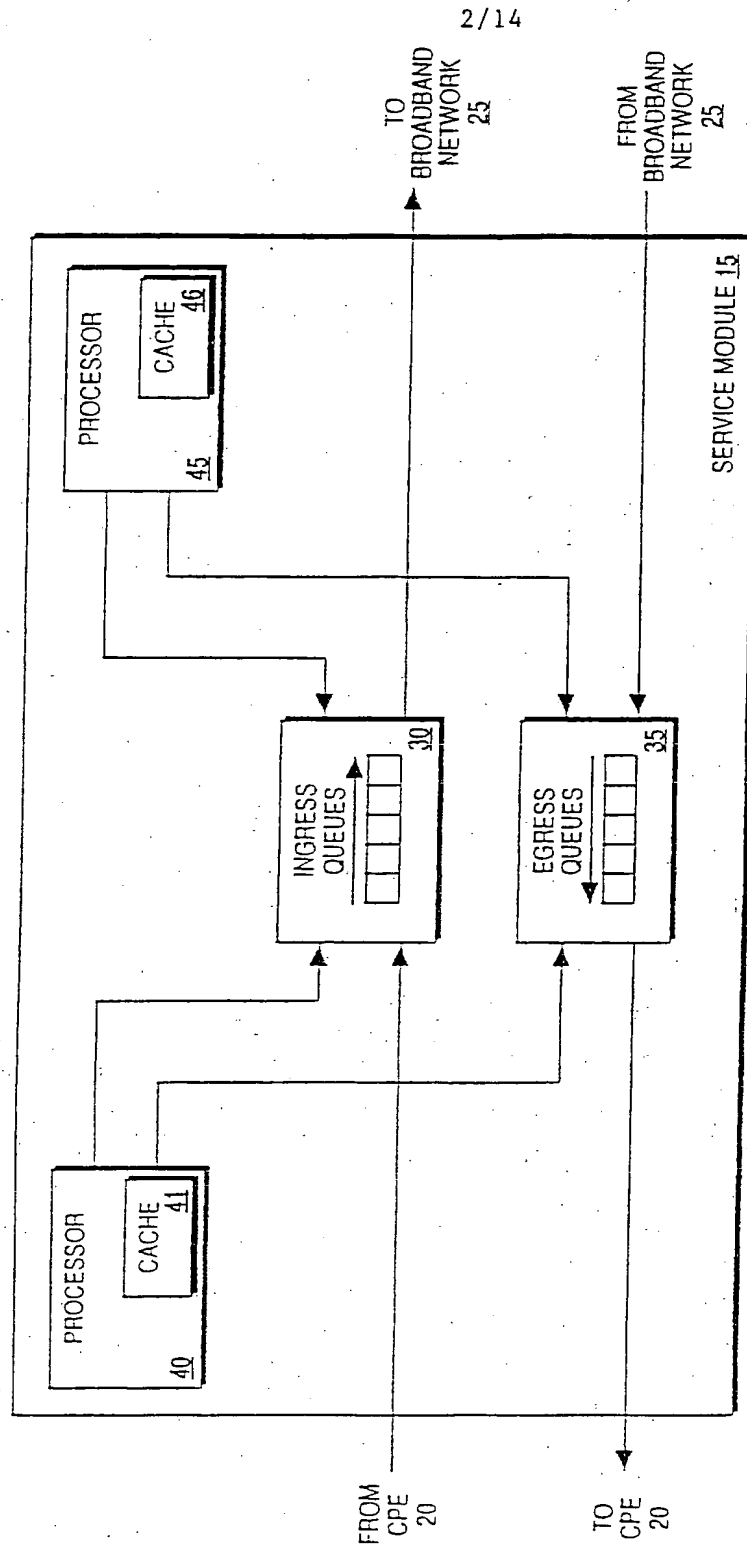 2/14
PROCESSOR
CACHE
41
40
PROCESSOR
CACHE
46
45
INGRESS
QUEUES
30
EGRESS
QUEUES
35
FROM
CPE
20
TO
CPE
20
TO
BROADBAND
NETWORK
25
FROM
BROADBAND
NETWORK
25
SERVICE MODULE 15